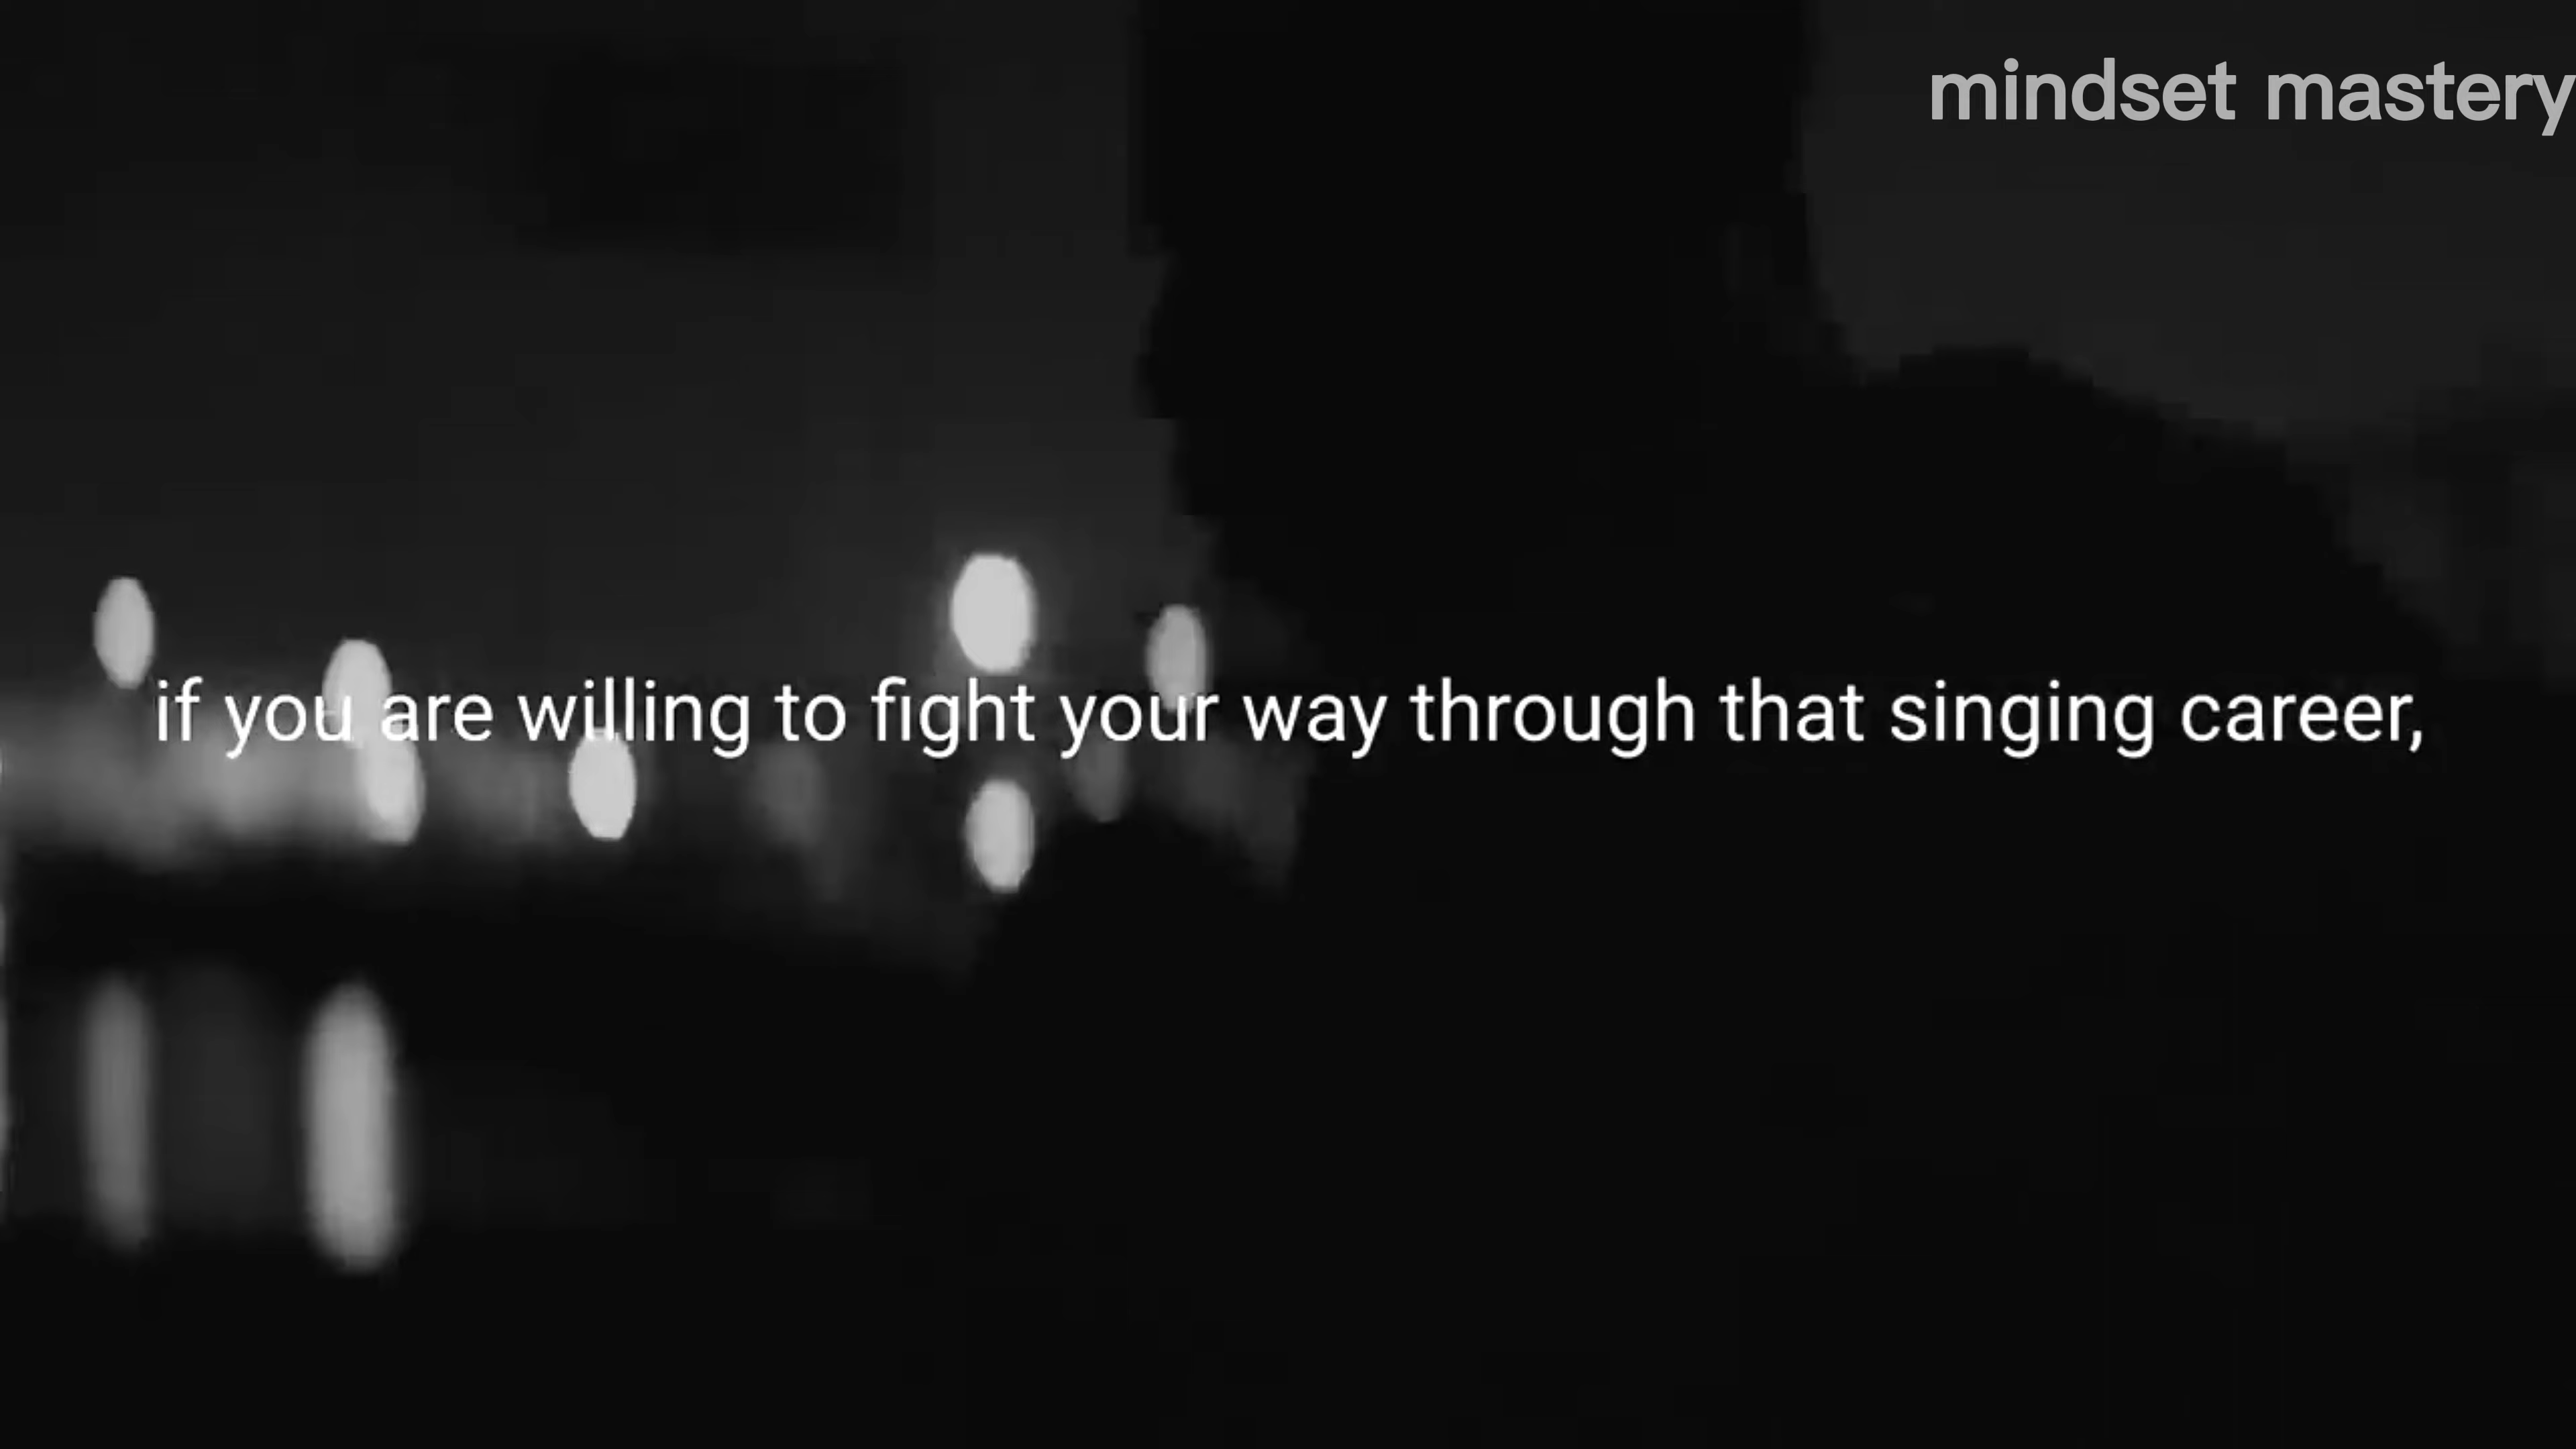 mindset mastery
if you are willing to fight your way through that singing career,